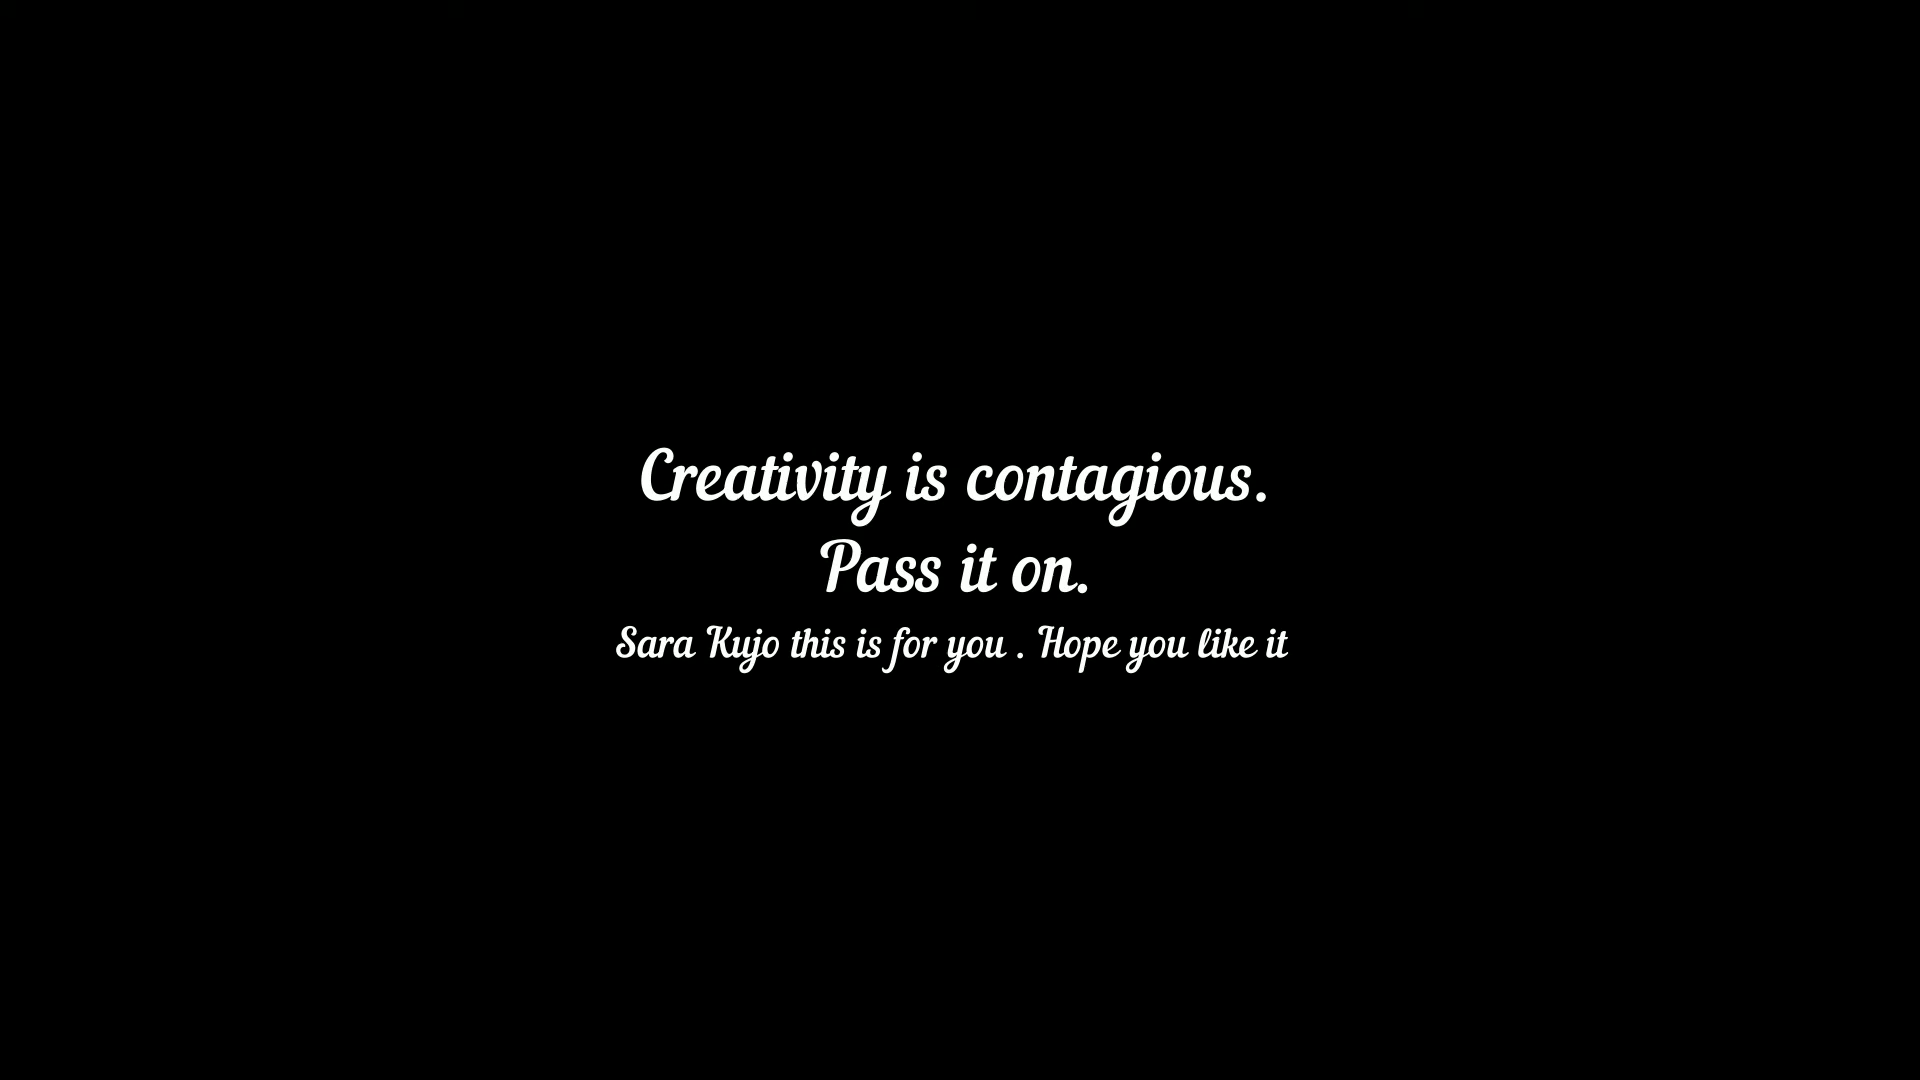 Creativity is contagious.
Pass it on.
Sara Kujo this is for you . Hope you like it